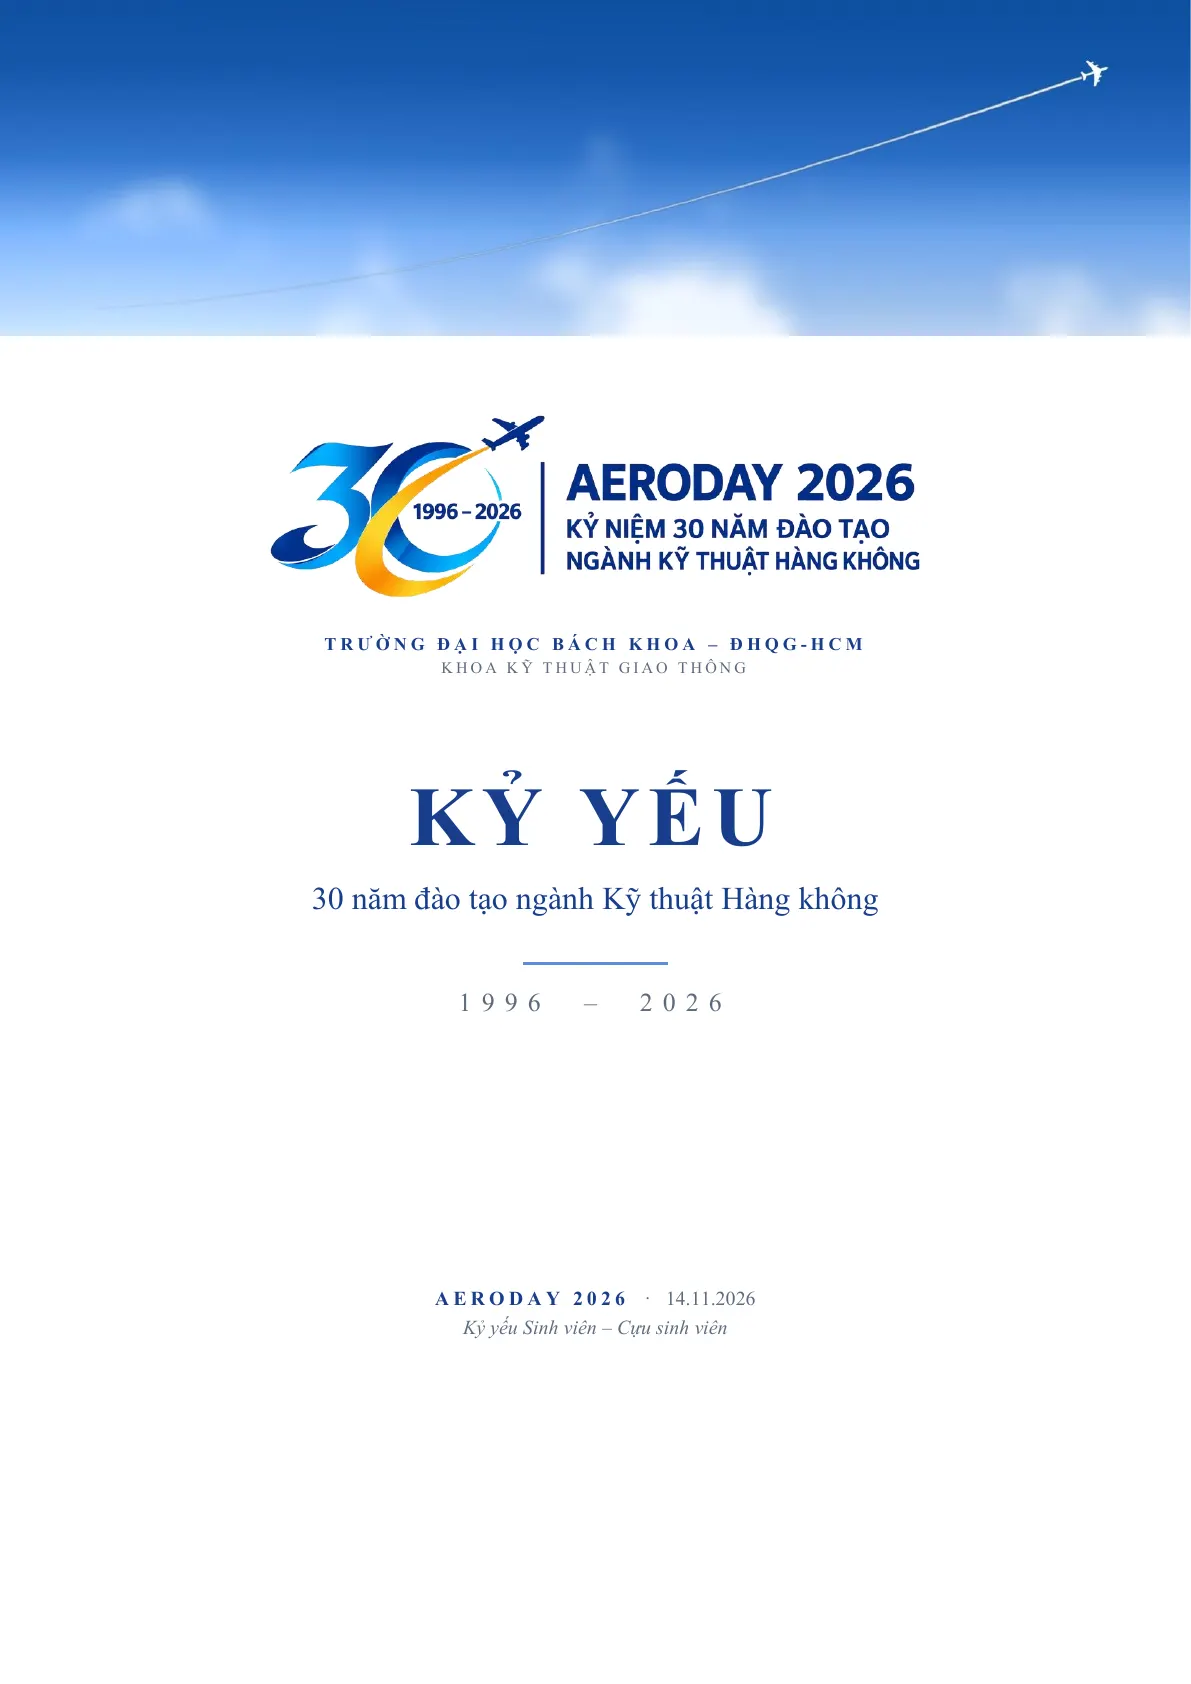 30
1996 – 2026
AERODAY 2026
KỶ NIỆM 30 NĂM ĐÀO TẠO
NGÀNH KỸ THUẬT HÀNG KHÔNG
TRƯỜNG ĐẠI HỌC BÁCH KHOA – ĐHQG-HCM
KHOA KỸ THUẬT GIAO THÔNG
KỶ YẾU
30 năm đào tạo ngành Kỹ thuật Hàng không
1996 – 2026
AERODAY 2026 · 14.11.2026
Kỷ yếu Sinh viên – Cựu sinh viên